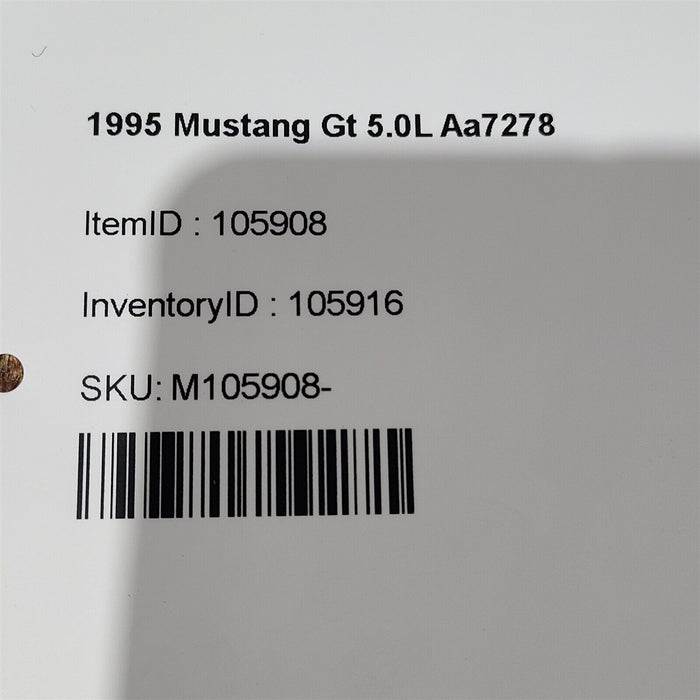 1995 Mustang Gt 5.0L Aa7278
ItemID : 105908
InventoryID : 105916
SKU: M105908-